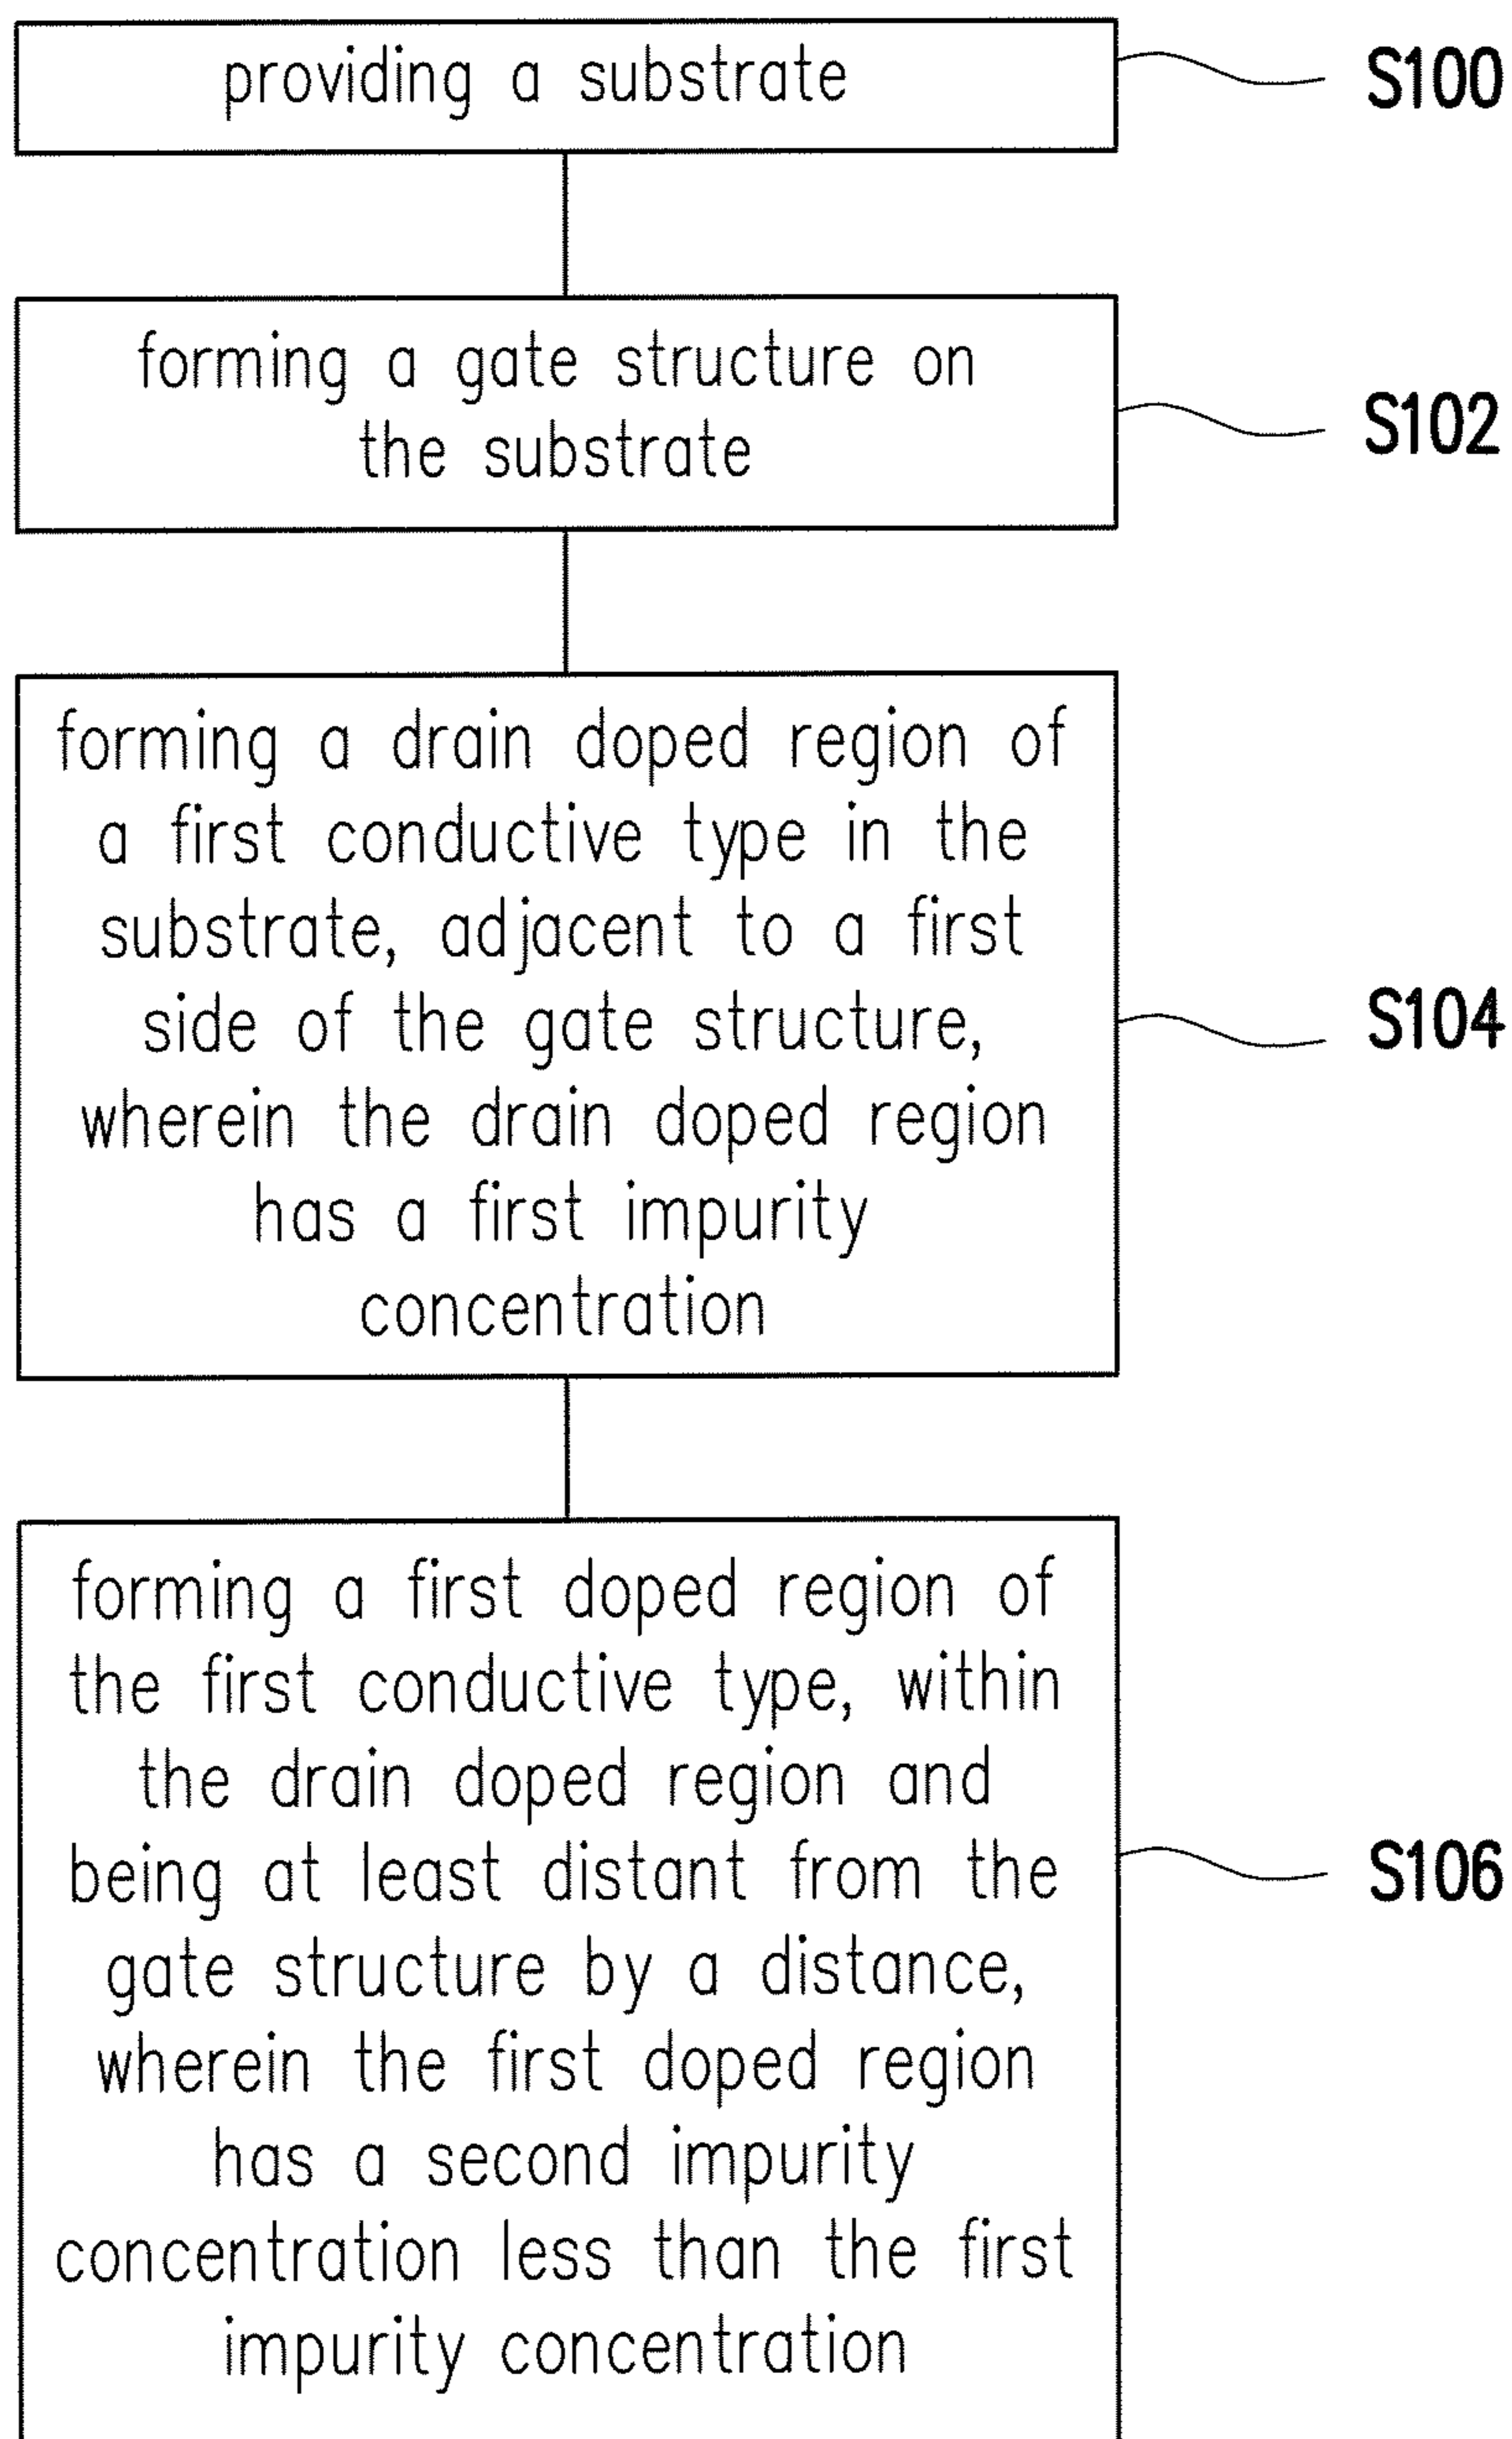 providing a substrate
S100
forming a gate structure on
the substrate
S102
forming a drain doped region of
a first conductive type in the
substrate, adjacent to a first
side of the gate structure,
wherein the drain doped region
has a first impurity
concentration
S104
forming a first doped region of
the first conductive type, within
the drain doped region and
being at least distant from the
gate structure by a distance,
wherein the first doped region
has a second impurity
concentration less than the first
impurity concentration
S106